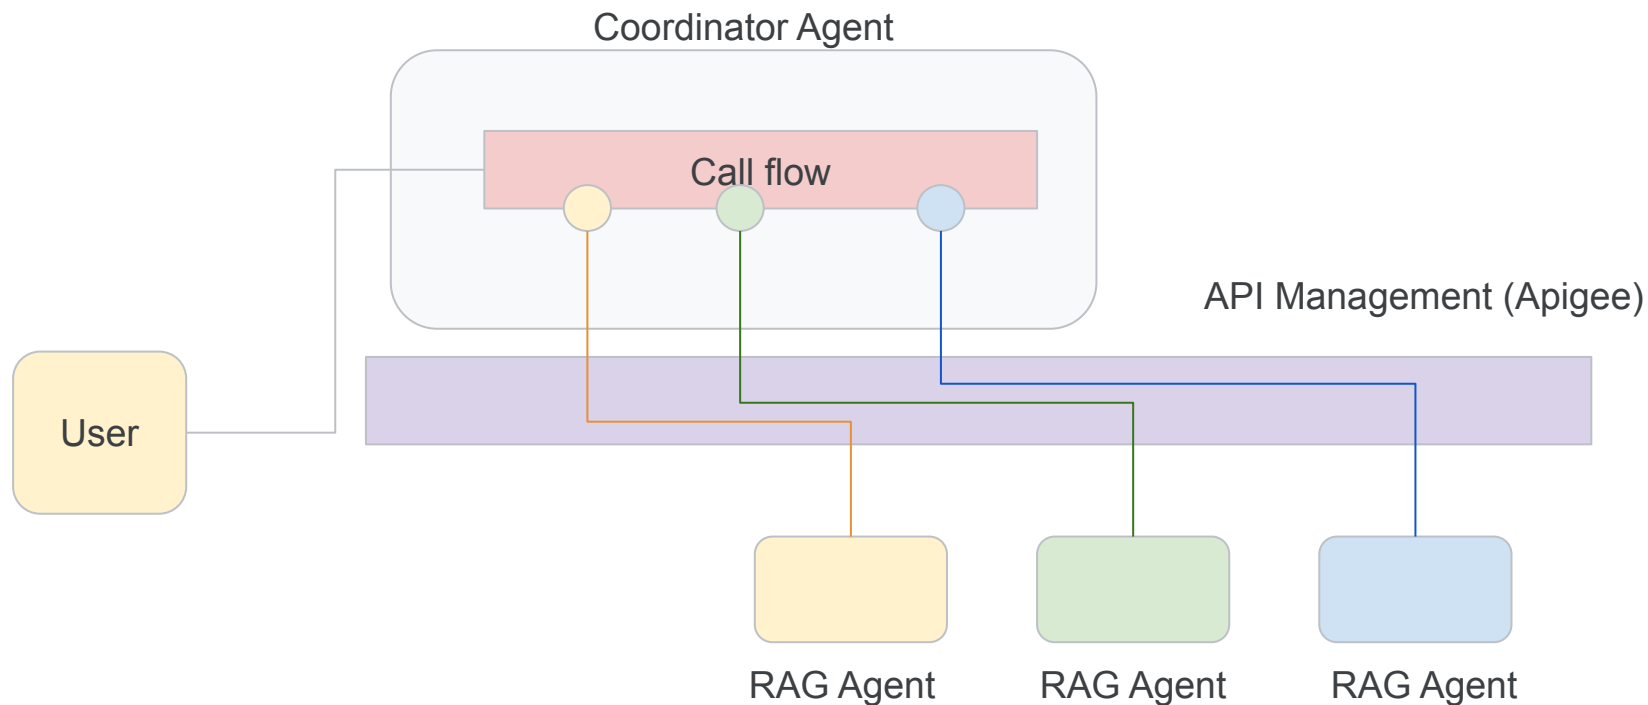 Coordinator Agent
Call flow
API Management (Apigee)
User
RAG Agent
RAG Agent
RAG Agent